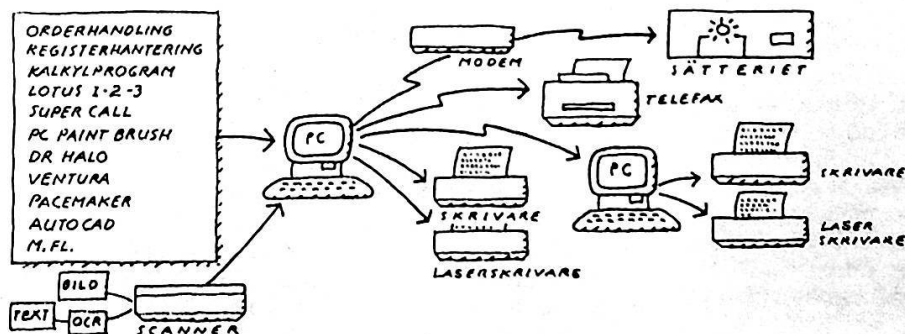 ORDERHANDLING
REGISTERHANTERING
KALKYLPROGRAM
LOTUS 1-2-3
SUPER CALL
PC PAINT BRUSH
DR HALO
VENTURA
PACEMAKER
AUTOCAD
M.FL.
BILD
TEXT
OCR
SCANNER
PC
MODEM
SÄTTERIET
TELEFAX
SKRIVARE
LASERSKRIVARE
PC
SKRIVARE
LASER
SKRIVARE